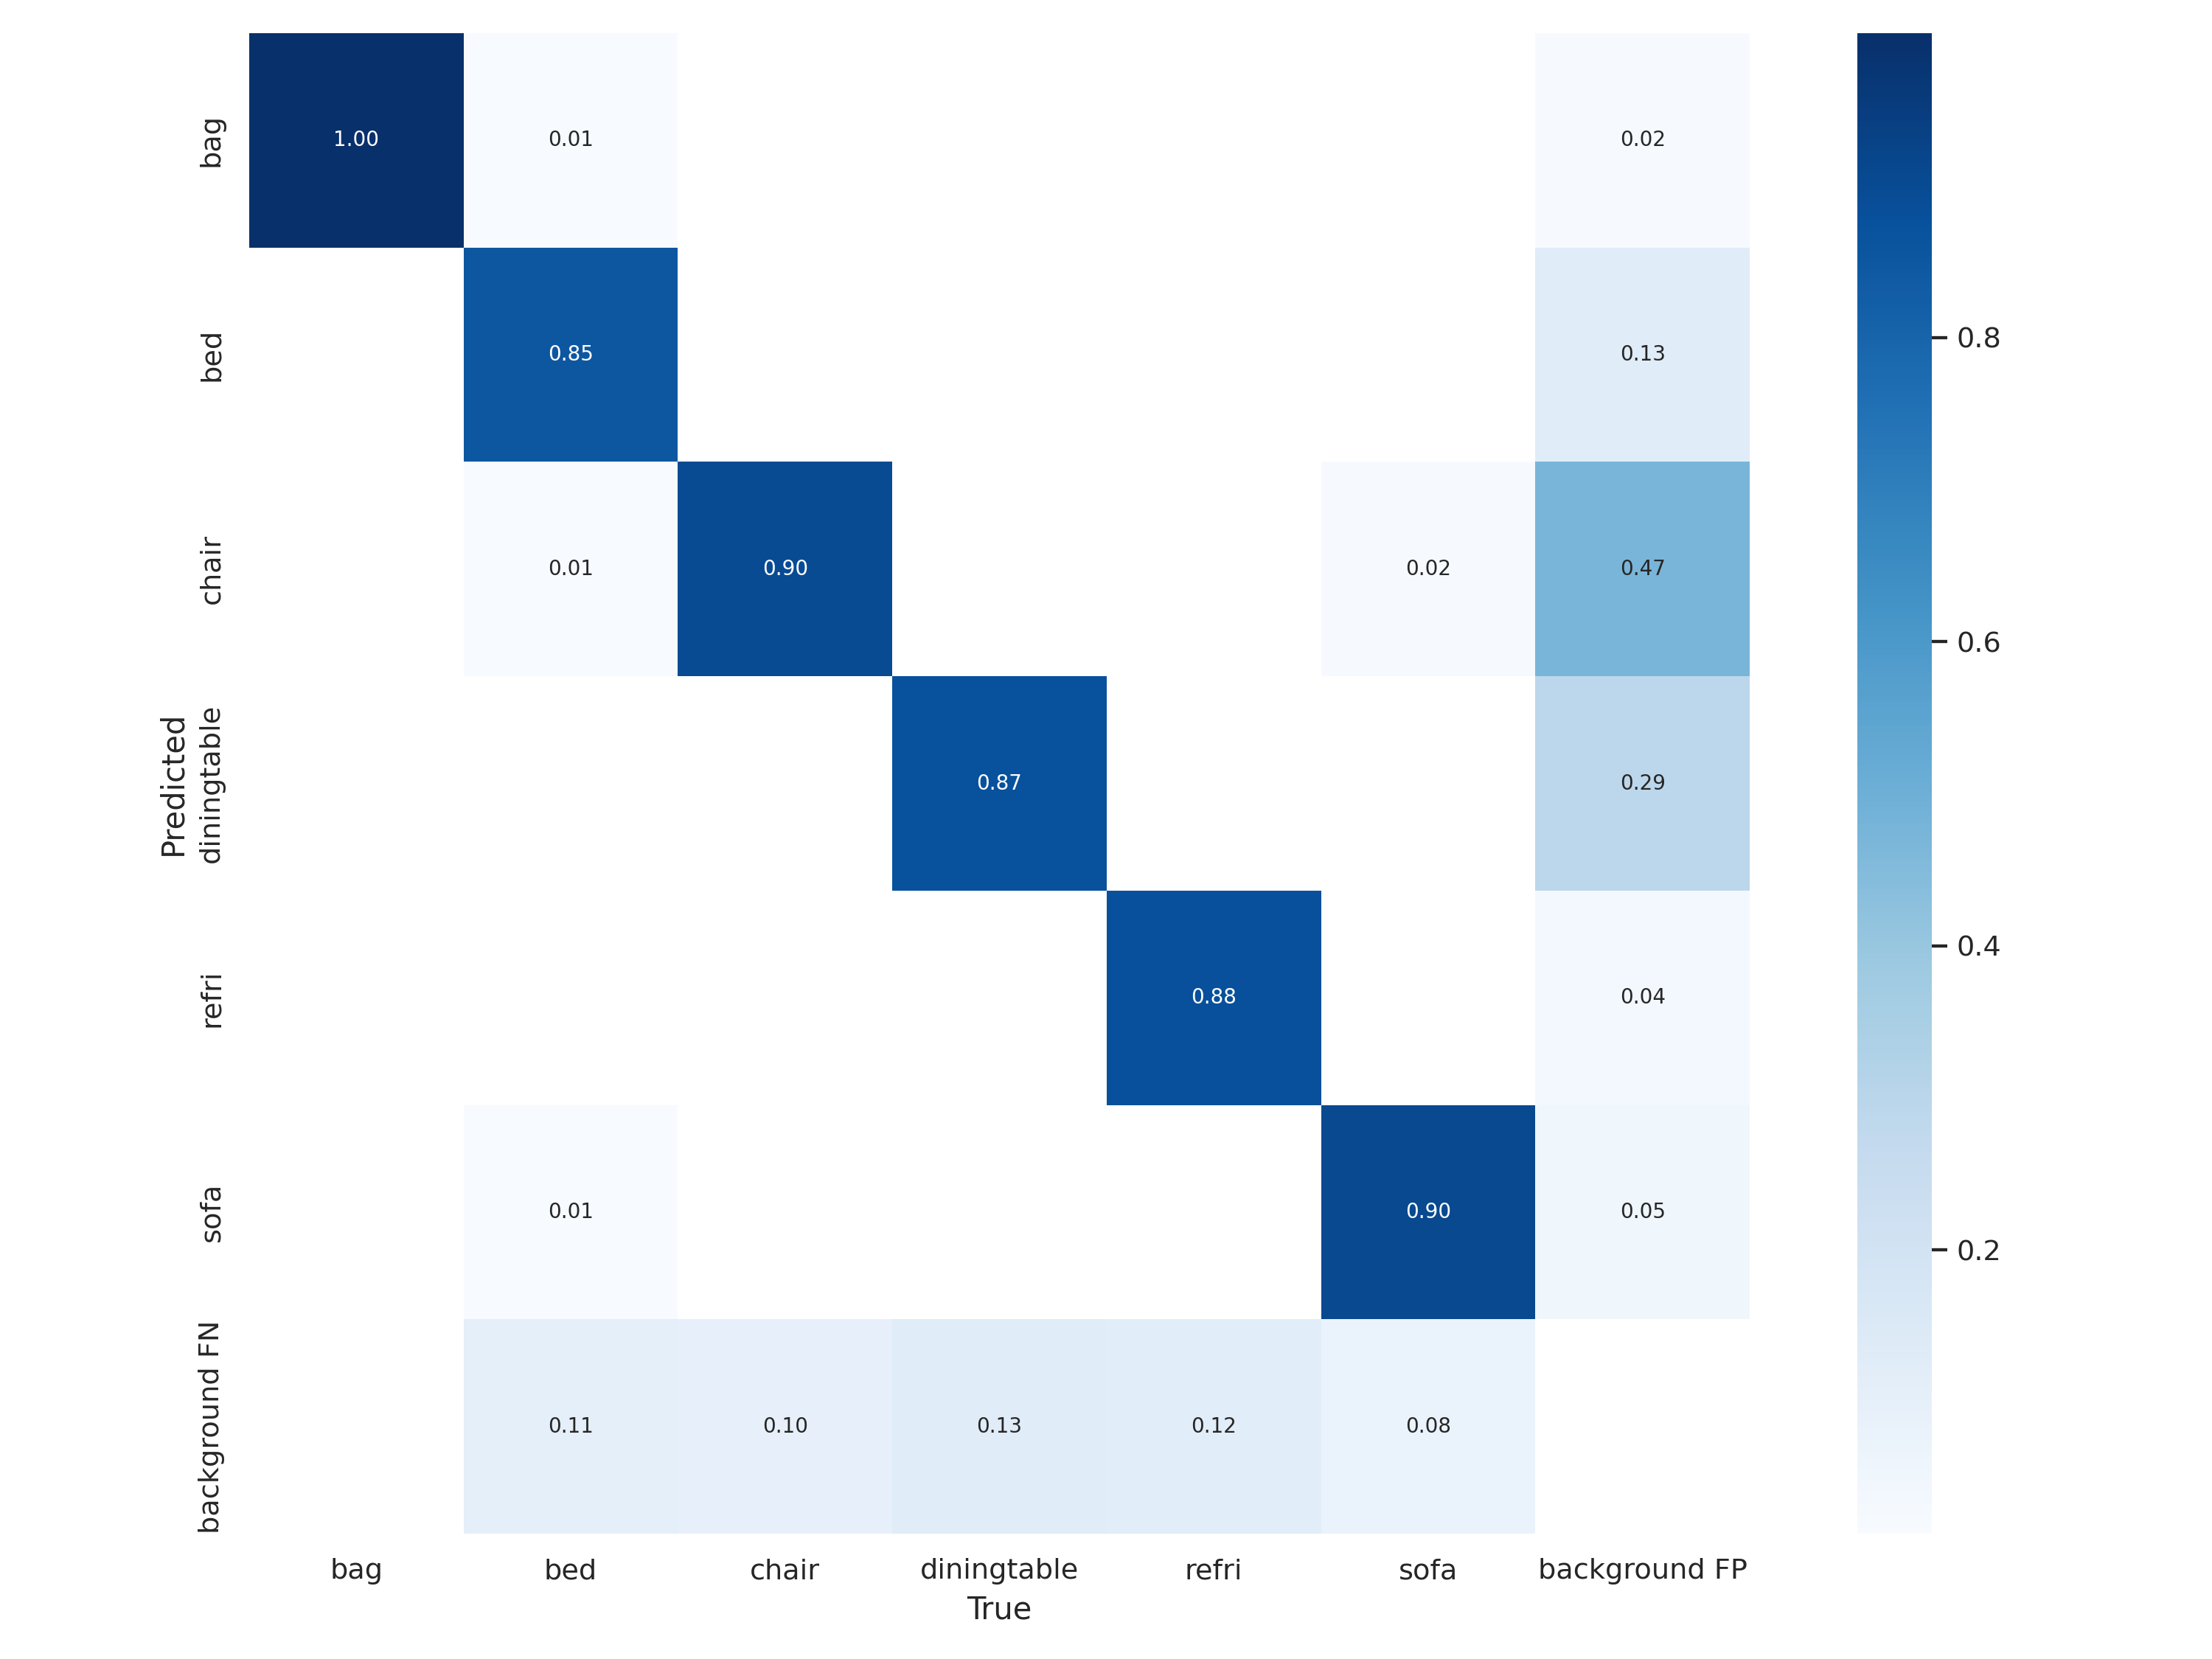 bag
1.00
0.01
0.02
bed
0.85
0.13
0.8
chair
0.01
0.90
0.02
0.47
0.6
Predicted
diningtable
0.87
0.29
refri
0.88
0.04
0.4
sofa
0.01
0.90
0.05
0.2
background FN
0.11
0.10
0.13
0.12
0.08
bag
bed
chair
diningtable
refri
sofa
background FP
True